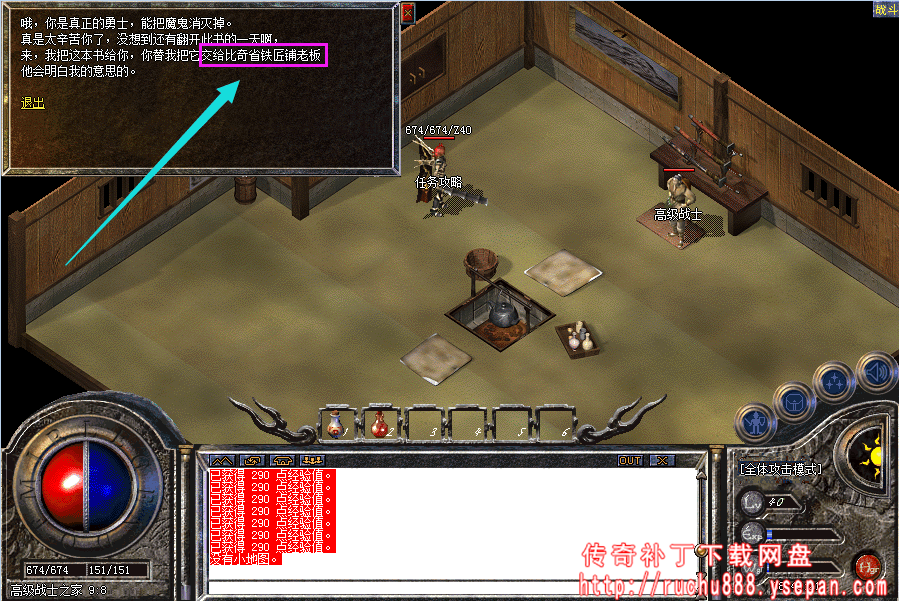 哦，你是真正的勇士，能把魔鬼消灭掉。
真是太辛苦你了，没想到还有翻开此书的一天啊，
来，我把这本书给你，你替我把它交给比奇省铁匠铺老板
他会明白我的意思的。
退出
战斗
674/674/Z40
任务攻略
高级战士
1 2 3 4 5 6
OUT
已获得 290 点经验值。
已获得 290 点经验值。
已获得 290 点经验值。
已获得 290 点经验值。
已获得 290 点经验值。
已获得 290 点经验值。
已获得 290 点经验值。
没有小地图。
[全体攻击模式]
Lv 40
Exp
674/674 151/151
高级战士之家 9:8
传奇补丁下载网盘
http://ruchu888.ysepan.com